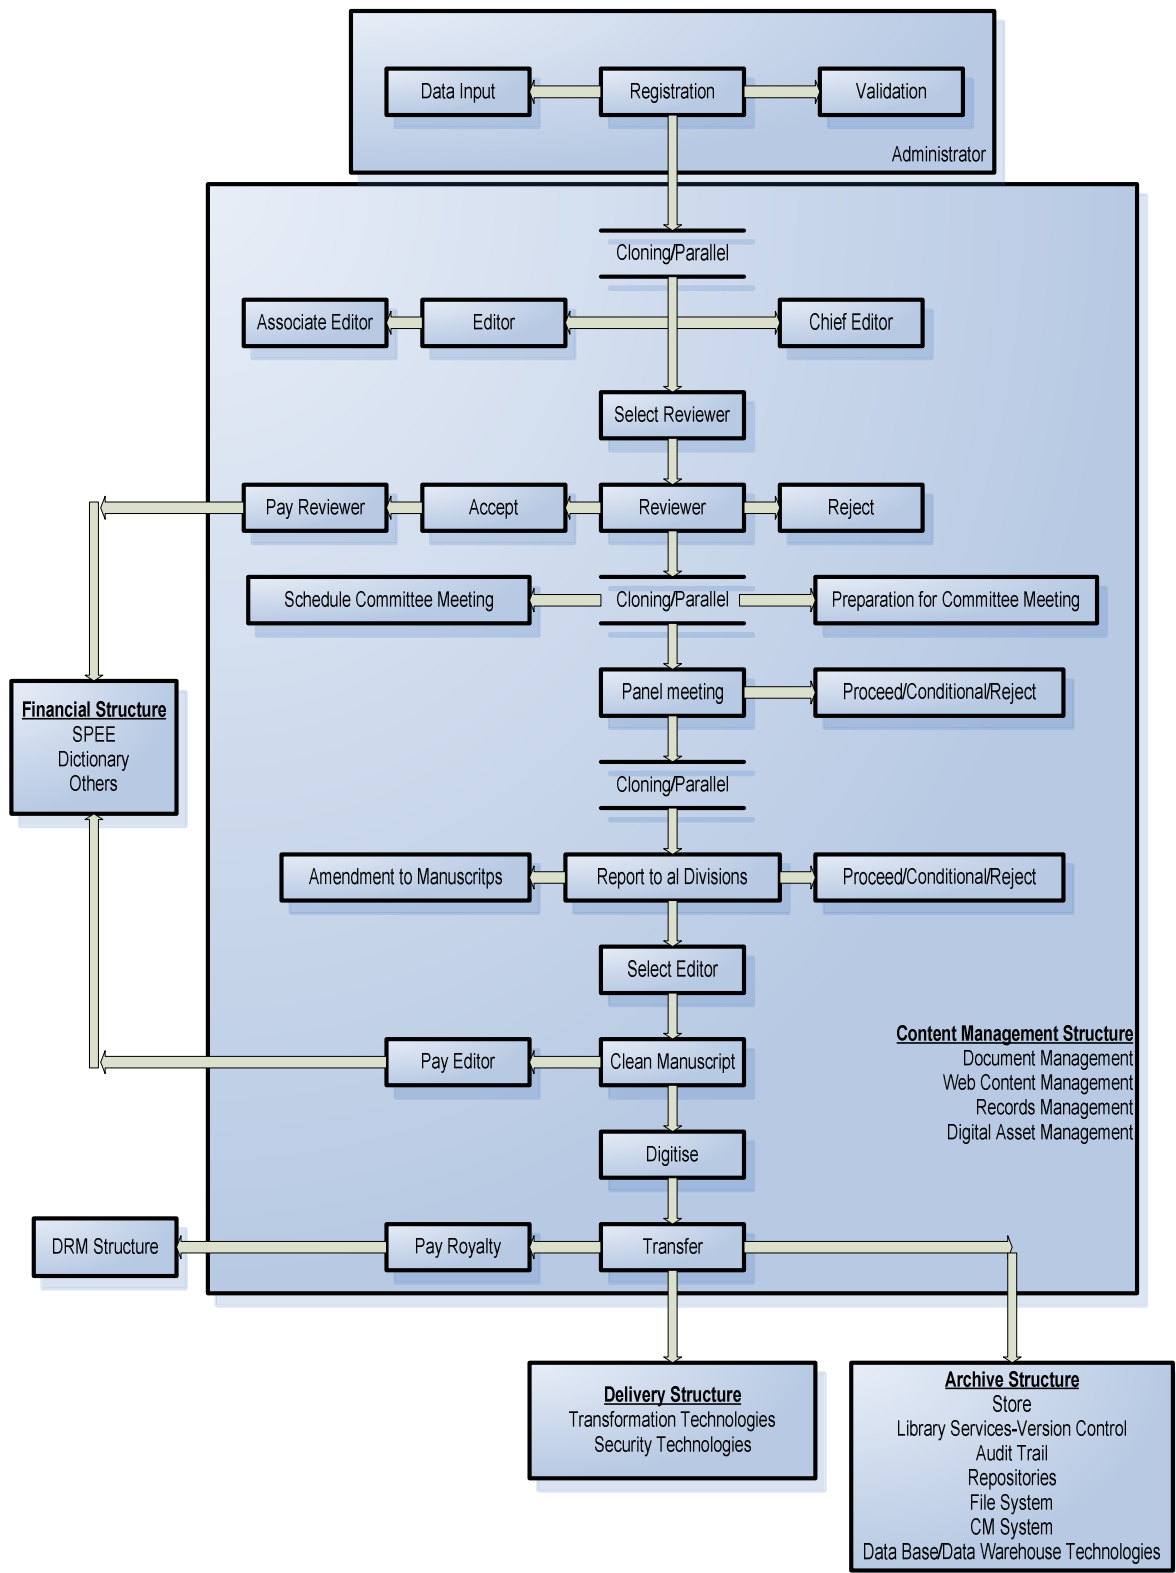 Data Input
Registration
Validation
Administrator
Cloning/Parallel
Associate Editor
Editor
Chief Editor
Select Reviewer
Pay Reviewer
Accept
Reviewer
Reject
Schedule Committee Meeting
Cloning/Parallel
Preparation for Committee Meeting
Panel meeting
Proceed/Conditional/Reject
Financial Structure
SPEE
Dictionary
Others
Cloning/Parallel
Amendment to Manuscritps
Report to al Divisions
Proceed/Conditional/Reject
Select Editor
Content Management Structure
Document Management
Web Content Management
Records Management
Digital Asset Management
Pay Editor
Clean Manuscript
Digitise
DRM Structure
Pay Royalty
Transfer
Delivery Structure
Transformation Technologies
Security Technologies
Archive Structure
Store
Library Services-Version Control
Audit Trail
Repositories
File System
CM System
Data Base/Data Warehouse Technologies